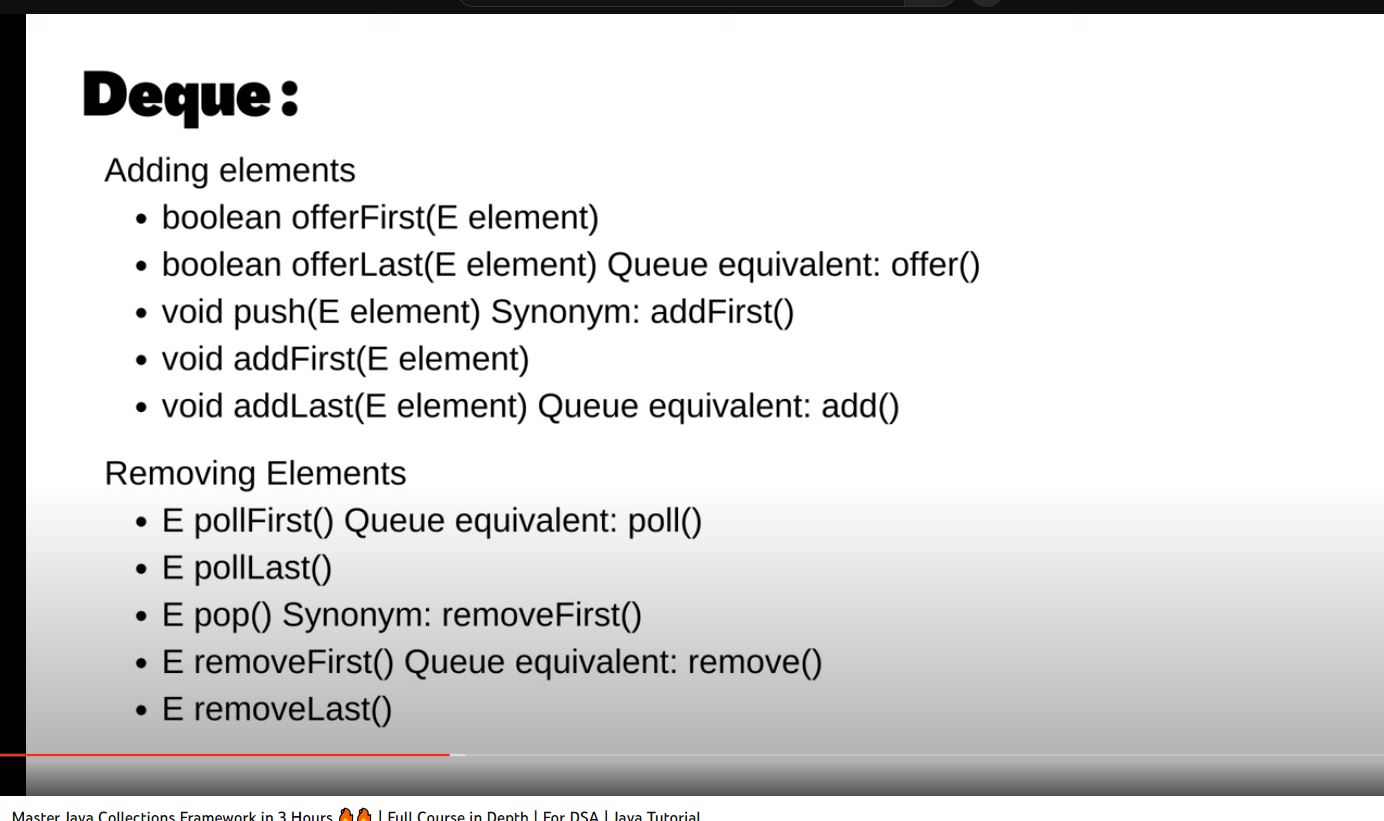 Deque:
Adding elements
• boolean offerFirst(E element)
• boolean offerLast(E element) Queue equivalent: offer()
• void push(E element) Synonym: addFirst()
• void addFirst(E element)
• void addLast(E element) Queue equivalent: add()
Removing Elements
• E pollFirst() Queue equivalent: poll()
• E pollLast()
• E pop() Synonym: removeFirst()
• E removeFirst() Queue equivalent: remove()
• E removeLast()
Master Java Collections Framework in 3 Hours 🔥🔥 | Full Course in Depth | For DSA | Java Tutorial